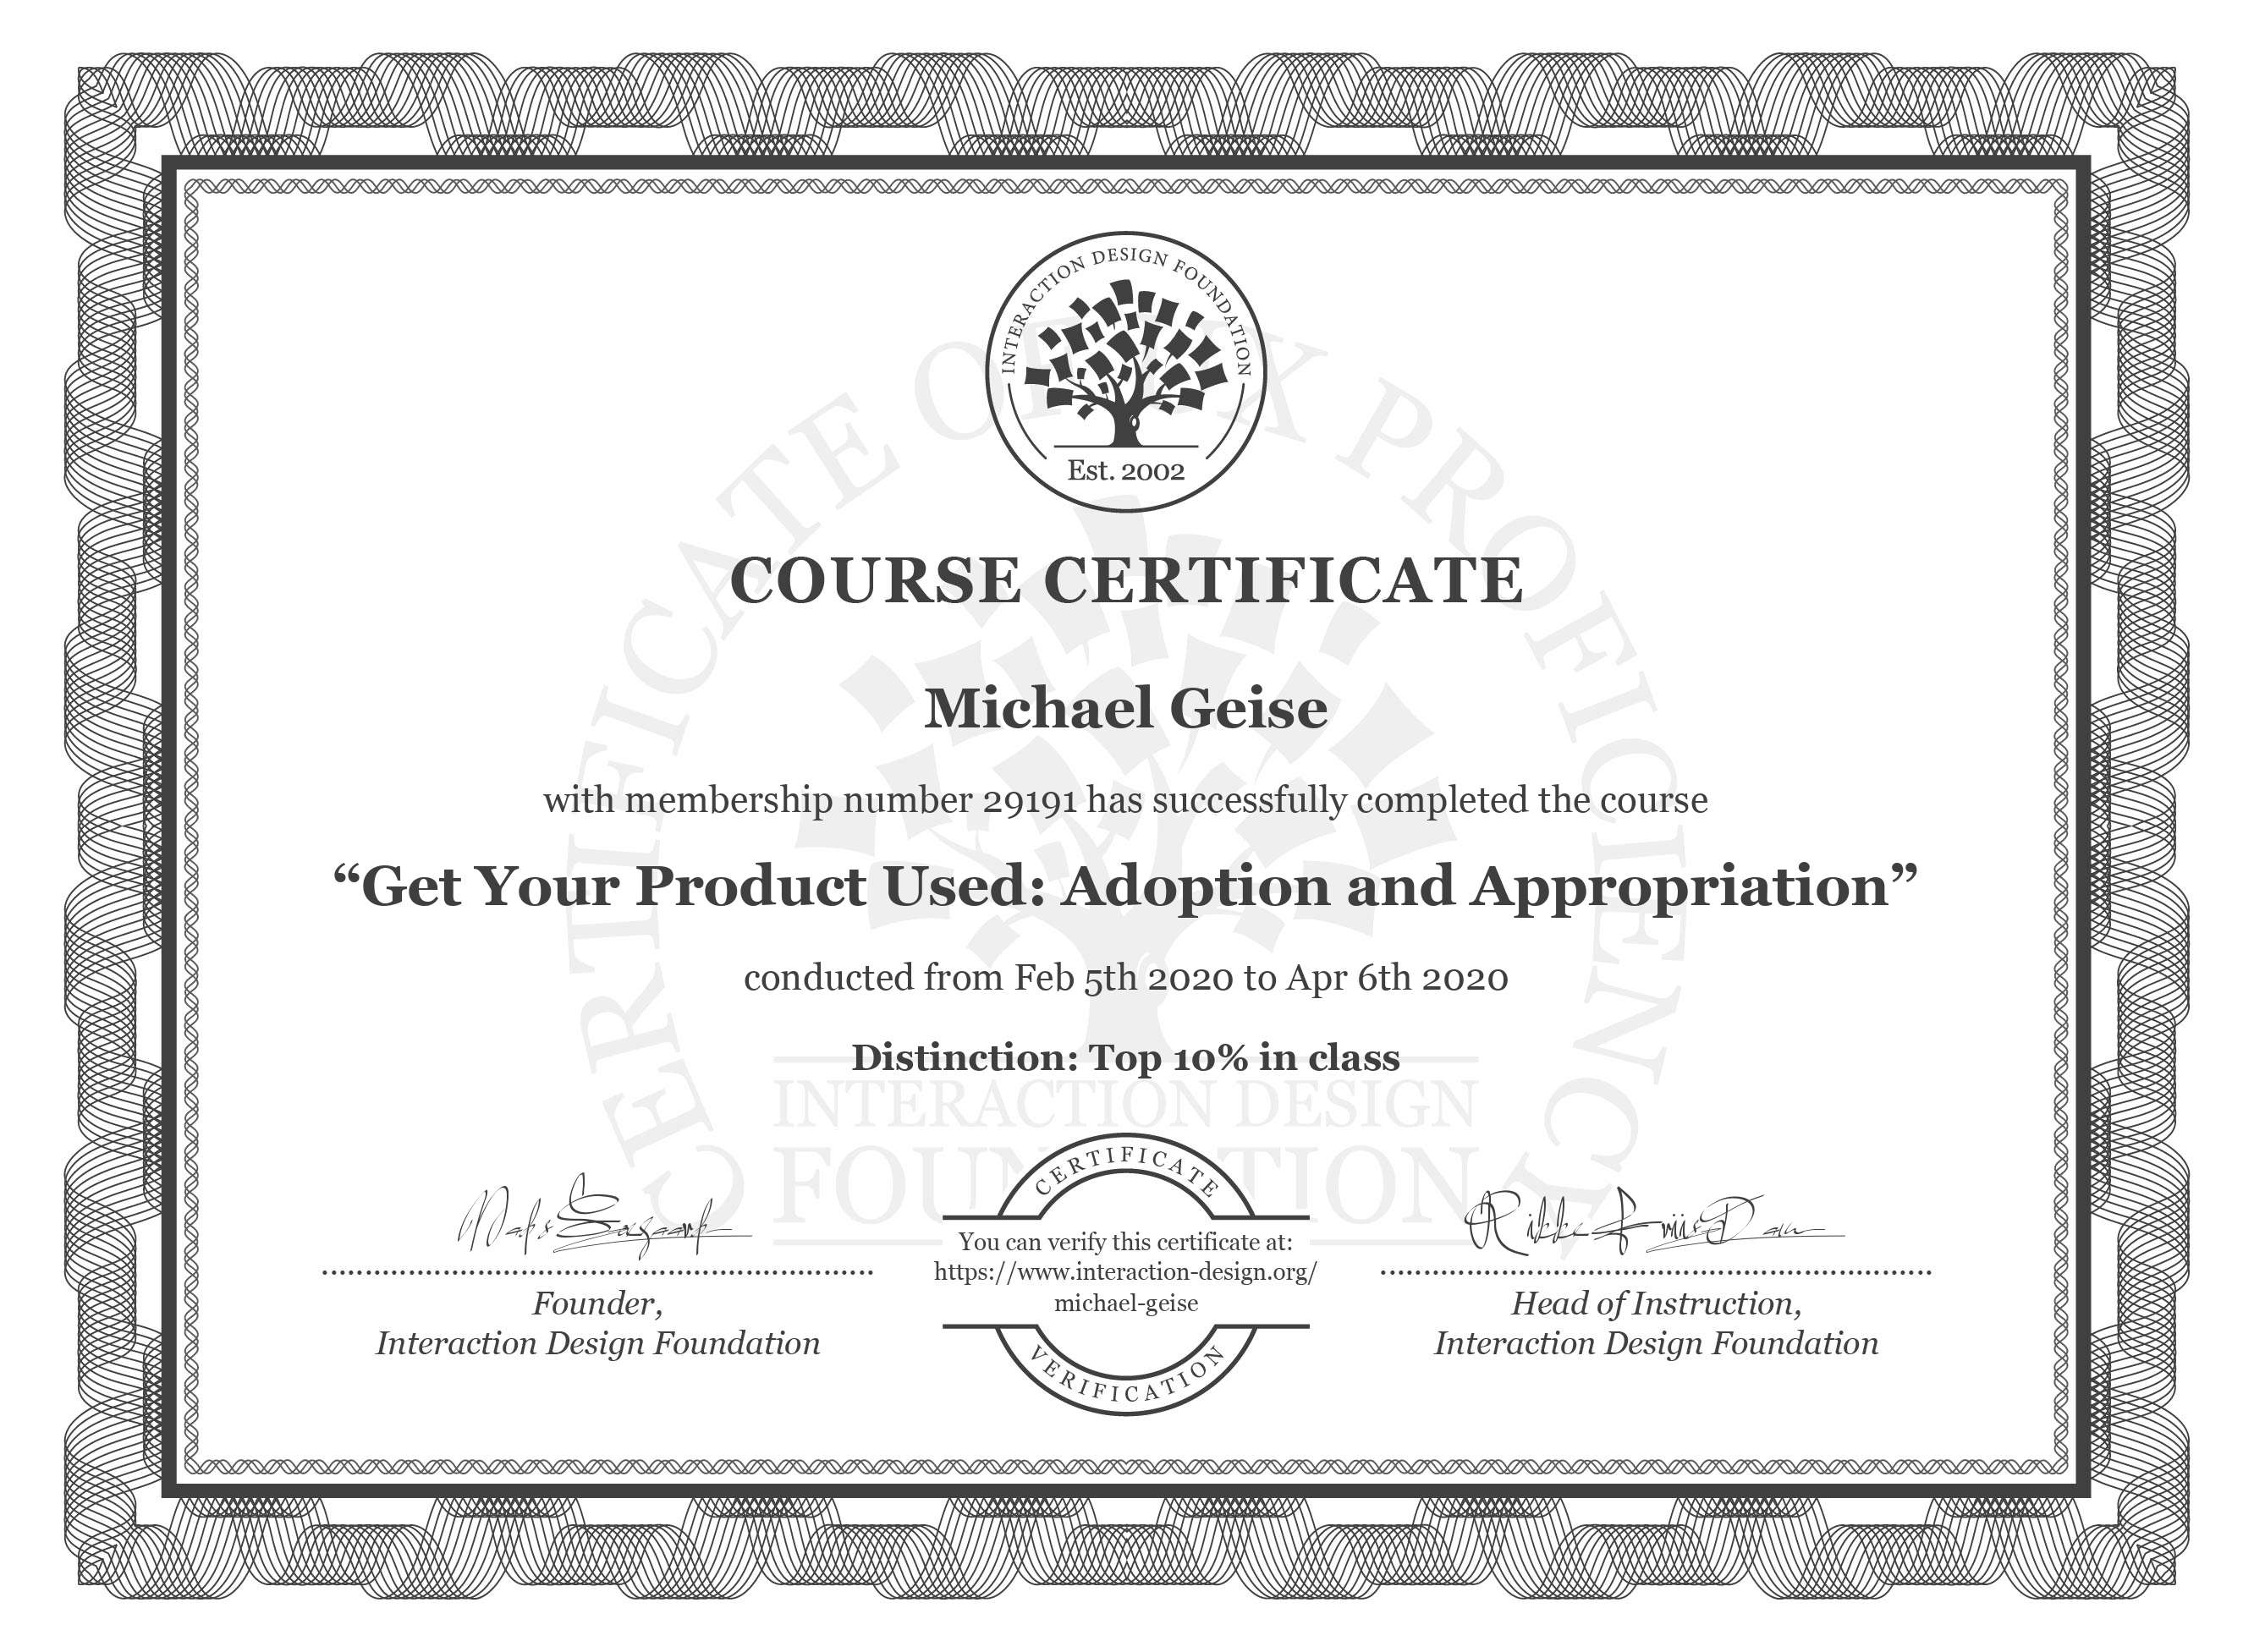 INTERACTION DESIGN FOUNDATION
Est. 2002
CERTIFICATE OF UX PROFICIENCY
COURSE CERTIFICATE
Michael Geise
with membership number 29191 has successfully completed the course
“Get Your Product Used: Adoption and Appropriation”
conducted from Feb 5th 2020 to Apr 6th 2020
Distinction: Top 10% in class
INTERACTION DESIGN
FOUNDATION
CERTIFICATE
You can verify this certificate at:
https://www.interaction-design.org/
michael-geise
VERIFICATION
Founder,
Interaction Design Foundation
Rikke Friis Dam
Head of Instruction,
Interaction Design Foundation